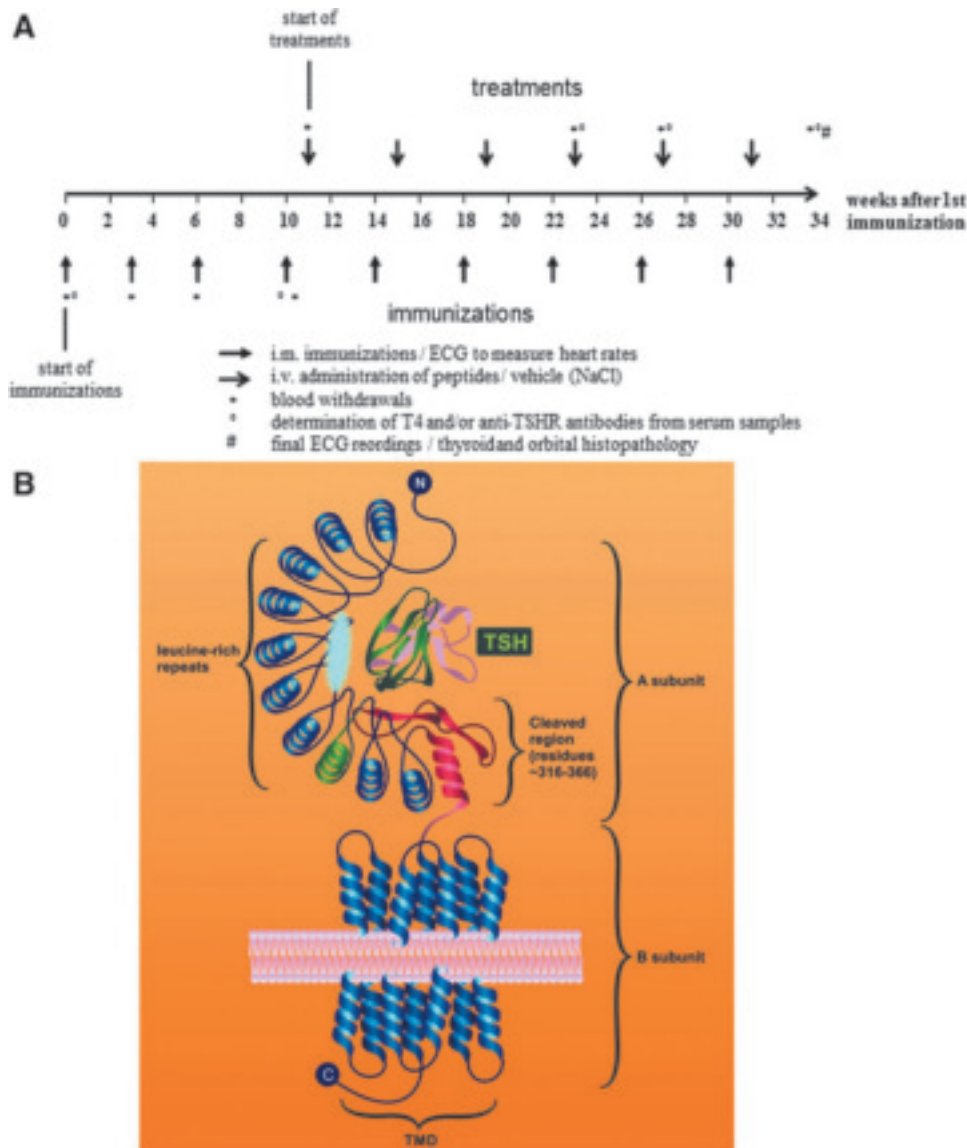 A
start of
treatments
treatments
* *° *° *°#
0 2 4 6 8 10 12 14 16 18 20 22 24 26 28 30 32 34
weeks after 1st
immunization
*° * * ° *
immunizations
start of
immunizations
i.m. immunizations / ECG to measure heart rates
i.v. administration of peptides/ vehicle (NaCl)
* blood withdrawals
° determination of T4 and/or anti-TSHR antibodies from serum samples
# final ECG reordings / thyroid and orbital histopathology
B
N
leucine-rich
repeats
TSH
A subunit
Cleaved
region
(residues
~316-366)
B subunit
C
TMD